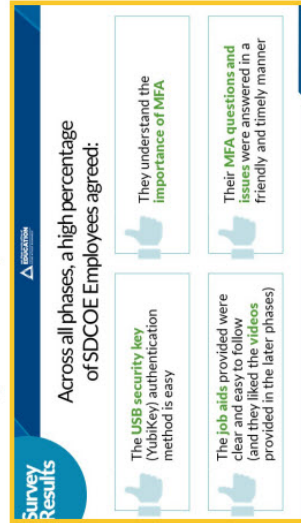 Survey
Results
EDUCATION
Across all phases, a high percentage
of SDCOE Employees agreed:
The USB security key
(YubiKey) authentication
method is easy
They understand the
importance of MFA
The job aids provided were
clear and easy to follow
(and they liked the videos
provided in the later phases)
Their MFA questions and
issues were answered in a
friendly and timely manner